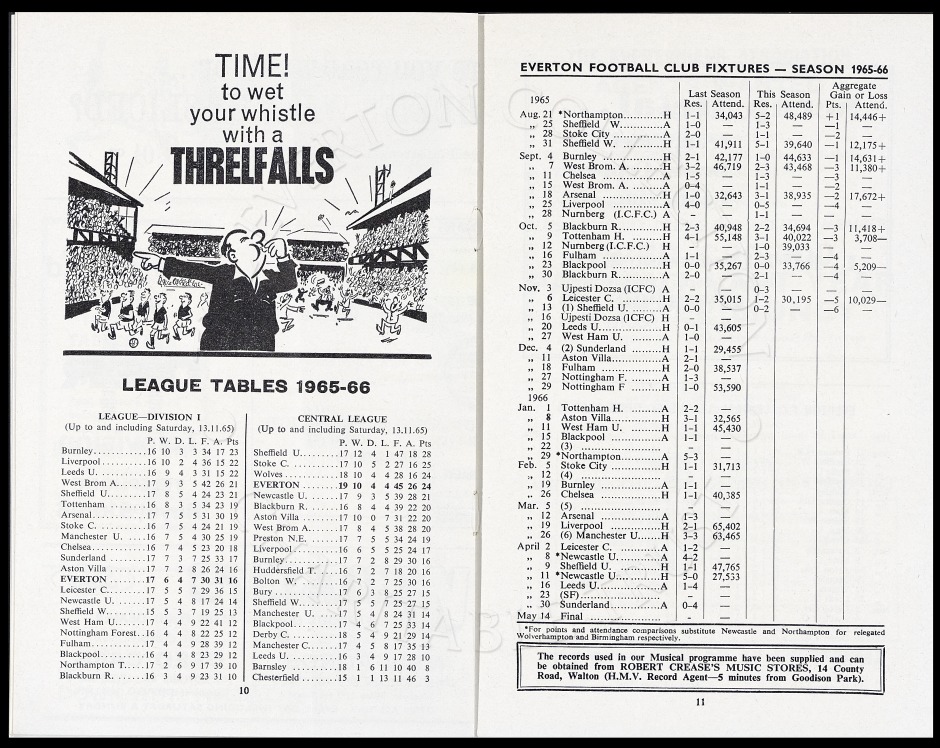 TIME!
to wet
your whistle
with a
THRELFALLS
LEAGUE TABLES 1965-66
LEAGUE—DIVISION I
(Up to and including Saturday, 13.11.65)
P. W. D. L. F. A. Pts
Burnley..........16 10 3 3 34 17 23
Liverpool........16 10 2 4 36 15 22
Leeds U. ........16 9 4 3 31 15 22
West Brom A......17 9 3 5 42 26 21
Sheffield U......17 8 5 4 24 23 21
Tottenham .......16 8 3 5 34 23 19
Arsenal..........17 7 5 5 31 30 19
Stoke C. ........16 7 5 4 24 21 19
Manchester U. ...16 7 5 4 30 25 19
Chelsea..........16 7 4 5 23 20 18
Sunderland ......17 7 3 7 25 33 17
Aston Villa .....17 8 2 8 26 24 16
EVERTON .........17 6 4 7 30 31 16
Leicester C......17 5 5 7 29 36 15
Newcastle U. ....17 5 4 8 17 24 14
Sheffield W......15 5 3 7 19 25 13
West Ham U.......17 4 4 9 22 41 12
Nottingham Forest..16 4 4 8 22 25 12
Fulham...........17 4 4 9 28 39 12
Blackpool........16 4 4 8 23 29 12
Northampton T....17 2 6 9 17 39 10
Blackburn R. ....16 3 4 9 23 31 10
CENTRAL LEAGUE
(Up to and including Saturday, 13.11.65)
P. W. D. L. F. A. Pts
Sheffield U......17 12 4 1 47 18 28
Stoke C. ........17 10 5 2 27 16 25
Wolves ..........18 10 4 4 28 16 24
EVERTON .........19 10 4 4 45 26 24
Newcastle U. ....17 9 3 5 39 28 21
Blackburn R. ....16 8 4 4 39 22 20
Aston Villa .....17 10 0 7 31 22 20
West Brom A. ....17 8 4 5 38 28 20
Preston N.E. ....17 7 5 5 34 24 19
Liverpool........16 6 5 5 25 24 17
Burnley..........17 7 2 8 29 30 16
Huddersfield T. .16 7 2 7 18 20 16
Bolton W. .......16 7 2 7 25 30 16
Bury ............17 6 3 8 25 27 15
Sheffield W......17 5 5 7 25 27 15
Manchester U. ...17 5 4 8 24 31 14
Blackpool........17 4 6 7 25 33 14
Derby C. ........18 5 4 9 21 29 14
Manchester C.....17 4 5 8 17 35 13
Leeds U. ........16 3 4 9 17 28 10
Barnsley ........18 1 6 11 10 40 8
Chesterfield ....15 1 1 13 11 46 3
10
EVERTON FOOTBALL CLUB FIXTURES — SEASON 1965-66
Last Season This Season Aggregate Gain or Loss
1965 Res. Attend. Res. Attend. Pts. Attend.
Aug. 21 *Northampton............H 1–1 34,043 5–2 48,489 +1 14,446+
„ 25 Sheffield W............A 1–0 — 1–3 — —1 —
„ 28 Stoke City ............A 2–0 — 1–1 — —2 —
„ 31 Sheffield W. ..........H 1–1 41,911 5–1 39,640 —1 12,175+
Sept. 4 Burnley ................H 2–1 42,177 1–0 44,633 —1 14,631+
„ 7 West Brom. A. .........H 3–2 46,719 2–3 43,468 —3 11,380+
„ 11 Chelsea ...............A 1–5 — 1–3 — —3 —
„ 15 West Brom. A. .........A 0–4 — 1–1 — —2 —
„ 18 Arsenal ...............H 1–0 32,643 3–1 38,935 —2 17,672+
„ 25 Liverpool .............A 4–0 — 0–5 — —4 —
„ 28 Nurnberg (I.C.F.C.) A – — 1–1 — – —
Oct. 5 Blackburn R. ...........H 2–3 40,948 2–2 34,694 —3 11,418+
„ 9 Tottenham H. ..........H 4–1 55,148 3–1 40,022 —3 3,708—
„ 12 Nurnberg (I.C.F.C.) H – — 1–0 39,033 – —
„ 16 Fulham ................A 1–1 — 2–3 — —4 —
„ 23 Blackpool .............H 0–0 35,267 0–0 33,766 —4 5,209—
„ 30 Blackburn R. ..........A 2–0 — 2–1 — —4 —
Nov. 3 Ujpesti Dozsa (ICFC) A – — 0–3 —
„ 6 Leicester C. ..........H 2–2 35,015 1–2 30,195 —5 10,029—
„ 13 (1) Sheffield U. ......A 0–0 — 0–2 — —6 —
„ 16 Ujpesti Dozsa (ICFC) H – —
„ 20 Leeds U................H 0–1 43,605
„ 27 West Ham U. ...........A 1–0 —
Dec. 4 (2) Sunderland .........H 1–1 29,455
„ 11 Aston Villa............A 2–1 —
„ 18 Fulham ................H 2–0 38,537
„ 27 Nottingham F. .........A 1–3 —
„ 29 Nottingham F ..........H 1–0 53,590
1966
Jan. 1 Tottenham H. ...........A 2–2 —
„ 8 Aston Villa............H 3–1 32,565
„ 11 West Ham U. ...........H 1–1 45,430
„ 15 Blackpool .............A 1–1 —
„ 22 (3) ................... – —
„ 29 *Northampton...........A 5–3 —
Feb. 5 Stoke City .............H 1–1 31,713
„ 12 (4) ................... – —
„ 19 Burnley ...............A 1–1 —
„ 26 Chelsea ...............H 1–1 40,385
Mar. 5 (5) .................... – —
„ 12 Arsenal ...............A 1–3 —
„ 19 Liverpool .............H 2–1 65,402
„ 26 (6) Manchester U.......H 3–3 63,465
April 2 Leicester C. ..........A 1–2 —
„ 8 *Newcastle U...........A 4–2 —
„ 9 Sheffield U. ..........H 1–1 47,765
„ 11 *Newcastle U...........H 5–0 27,533
„ 16 Leeds U. ..............A 1–4 —
„ 23 (SF)................... – —
„ 30 Sunderland.............A 0–4 —
May 14 Final .................. – —
*For points and attendance comparisons substitute Newcastle and Northampton for relegated
Wolverhampton and Birmingham respectively.
The records used in our Musical programme have been supplied and can
be obtained from ROBERT CREASE'S MUSIC STORES, 14 County
Road, Walton (H.M.V. Record Agent—5 minutes from Goodison Park).
11